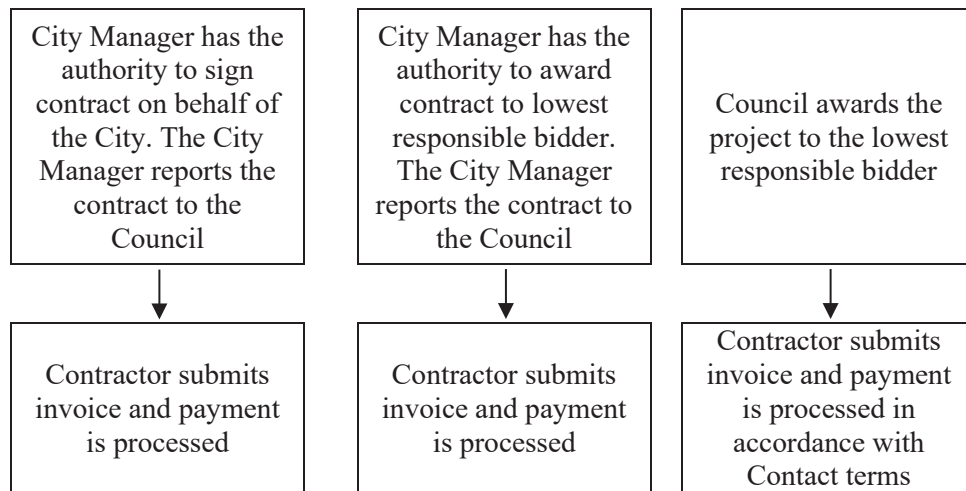 City Manager has the
authority to sign
contract on behalf of
the City. The City
Manager reports the
contract to the
Council
City Manager has the
authority to award
contract to lowest
responsible bidder.
The City Manager
reports the contract to
the Council
Council awards the
project to the lowest
responsible bidder
Contractor submits
invoice and payment
is processed
Contractor submits
invoice and payment
is processed
Contractor submits
invoice and payment
is processed in
accordance with
Contact terms